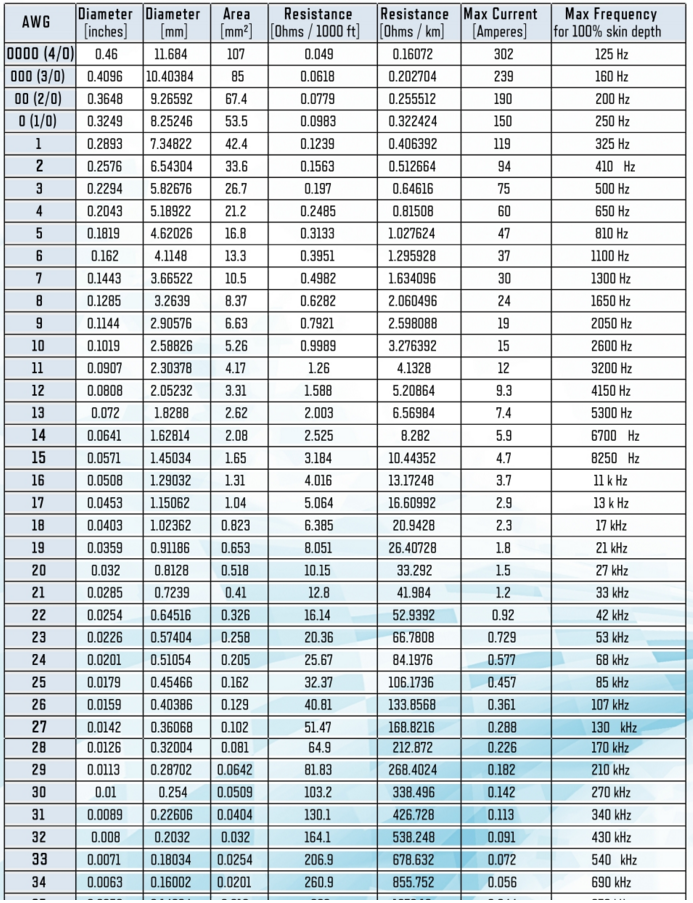 AWG Diameter [inches] Diameter [mm] Area [mm²] Resistance [Ohms / 1000 ft] Resistance [Ohms / km] Max Current [Amperes] Max Frequency for 100% skin depth
0000 (4/0) 0.46 11.684 107 0.049 0.16072 302 125 Hz
000 (3/0) 0.4096 10.40384 85 0.0618 0.202704 239 160 Hz
00 (2/0) 0.3648 9.26592 67.4 0.0779 0.255512 190 200 Hz
0 (1/0) 0.3249 8.25246 53.5 0.0983 0.322424 150 250 Hz
1 0.2893 7.34822 42.4 0.1239 0.406392 119 325 Hz
2 0.2576 6.54304 33.6 0.1563 0.512664 94 410 Hz
3 0.2294 5.82676 26.7 0.197 0.64616 75 500 Hz
4 0.2043 5.18922 21.2 0.2485 0.81508 60 650 Hz
5 0.1819 4.62026 16.8 0.3133 1.027624 47 810 Hz
6 0.162 4.1148 13.3 0.3951 1.295928 37 1100 Hz
7 0.1443 3.66522 10.5 0.4982 1.634096 30 1300 Hz
8 0.1285 3.2639 8.37 0.6282 2.060496 24 1650 Hz
9 0.1144 2.90576 6.63 0.7921 2.598088 19 2050 Hz
10 0.1019 2.58826 5.26 0.9989 3.276392 15 2600 Hz
11 0.0907 2.30378 4.17 1.26 4.1328 12 3200 Hz
12 0.0808 2.05232 3.31 1.588 5.20864 9.3 4150 Hz
13 0.072 1.8288 2.62 2.003 6.56984 7.4 5300 Hz
14 0.0641 1.62814 2.08 2.525 8.282 5.9 6700 Hz
15 0.0571 1.45034 1.65 3.184 10.44352 4.7 8250 Hz
16 0.0508 1.29032 1.31 4.016 13.17248 3.7 11 k Hz
17 0.0453 1.15062 1.04 5.064 16.60992 2.9 13 k Hz
18 0.0403 1.02362 0.823 6.385 20.9428 2.3 17 kHz
19 0.0359 0.91186 0.653 8.051 26.40728 1.8 21 kHz
20 0.032 0.8128 0.518 10.15 33.292 1.5 27 kHz
21 0.0285 0.7239 0.41 12.8 41.984 1.2 33 kHz
22 0.0254 0.64516 0.326 16.14 52.9392 0.92 42 kHz
23 0.0226 0.57404 0.258 20.36 66.7808 0.729 53 kHz
24 0.0201 0.51054 0.205 25.67 84.1976 0.577 68 kHz
25 0.0179 0.45466 0.162 32.37 106.1736 0.457 85 kHz
26 0.0159 0.40386 0.129 40.81 133.8568 0.361 107 kHz
27 0.0142 0.36068 0.102 51.47 168.8216 0.288 130 kHz
28 0.0126 0.32004 0.081 64.9 212.872 0.226 170 kHz
29 0.0113 0.28702 0.0642 81.83 268.4024 0.182 210 kHz
30 0.01 0.254 0.0509 103.2 338.496 0.142 270 kHz
31 0.0089 0.22606 0.0404 130.1 426.728 0.113 340 kHz
32 0.008 0.2032 0.032 164.1 538.248 0.091 430 kHz
33 0.0071 0.18034 0.0254 206.9 678.632 0.072 540 kHz
34 0.0063 0.16002 0.0201 260.9 855.752 0.056 690 kHz